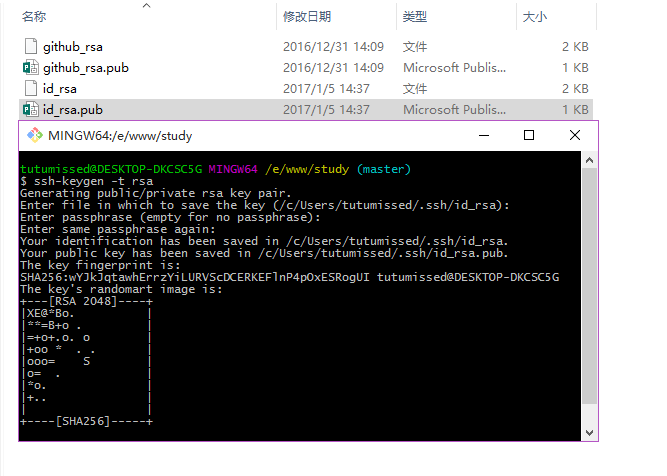 名称 修改日期 类型 大小
github_rsa 2016/12/31 14:09 文件 2 KB
github_rsa.pub 2016/12/31 14:09 Microsoft Publis... 1 KB
id_rsa 2017/1/5 14:37 文件 2 KB
id_rsa.pub 2017/1/5 14:37 Microsoft Publis... 1 KB
MINGW64:/e/www/study
tutumissed@DESKTOP-DKCSC5G MINGW64 /e/www/study (master)
$ ssh-keygen -t rsa
Generating public/private rsa key pair.
Enter file in which to save the key (/c/Users/tutumissed/.ssh/id_rsa):
Enter passphrase (empty for no passphrase):
Enter same passphrase again:
Your identification has been saved in /c/Users/tutumissed/.ssh/id_rsa.
Your public key has been saved in /c/Users/tutumissed/.ssh/id_rsa.pub.
The key fingerprint is:
SHA256:wYJkJqtawhErrzYiLURVScDCERKEFlnP4pOxESRogUI tutumissed@DESKTOP-DKCSC5G
The key's randomart image is:
+---[RSA 2048]----+
|XE@*Bo.          |
|**=B+o .         |
|=+o+.o. o        |
|+oo *  . .       |
|ooo=    S        |
|o=  .            |
|*o.              |
|+..              |
|                 |
+----[SHA256]-----+